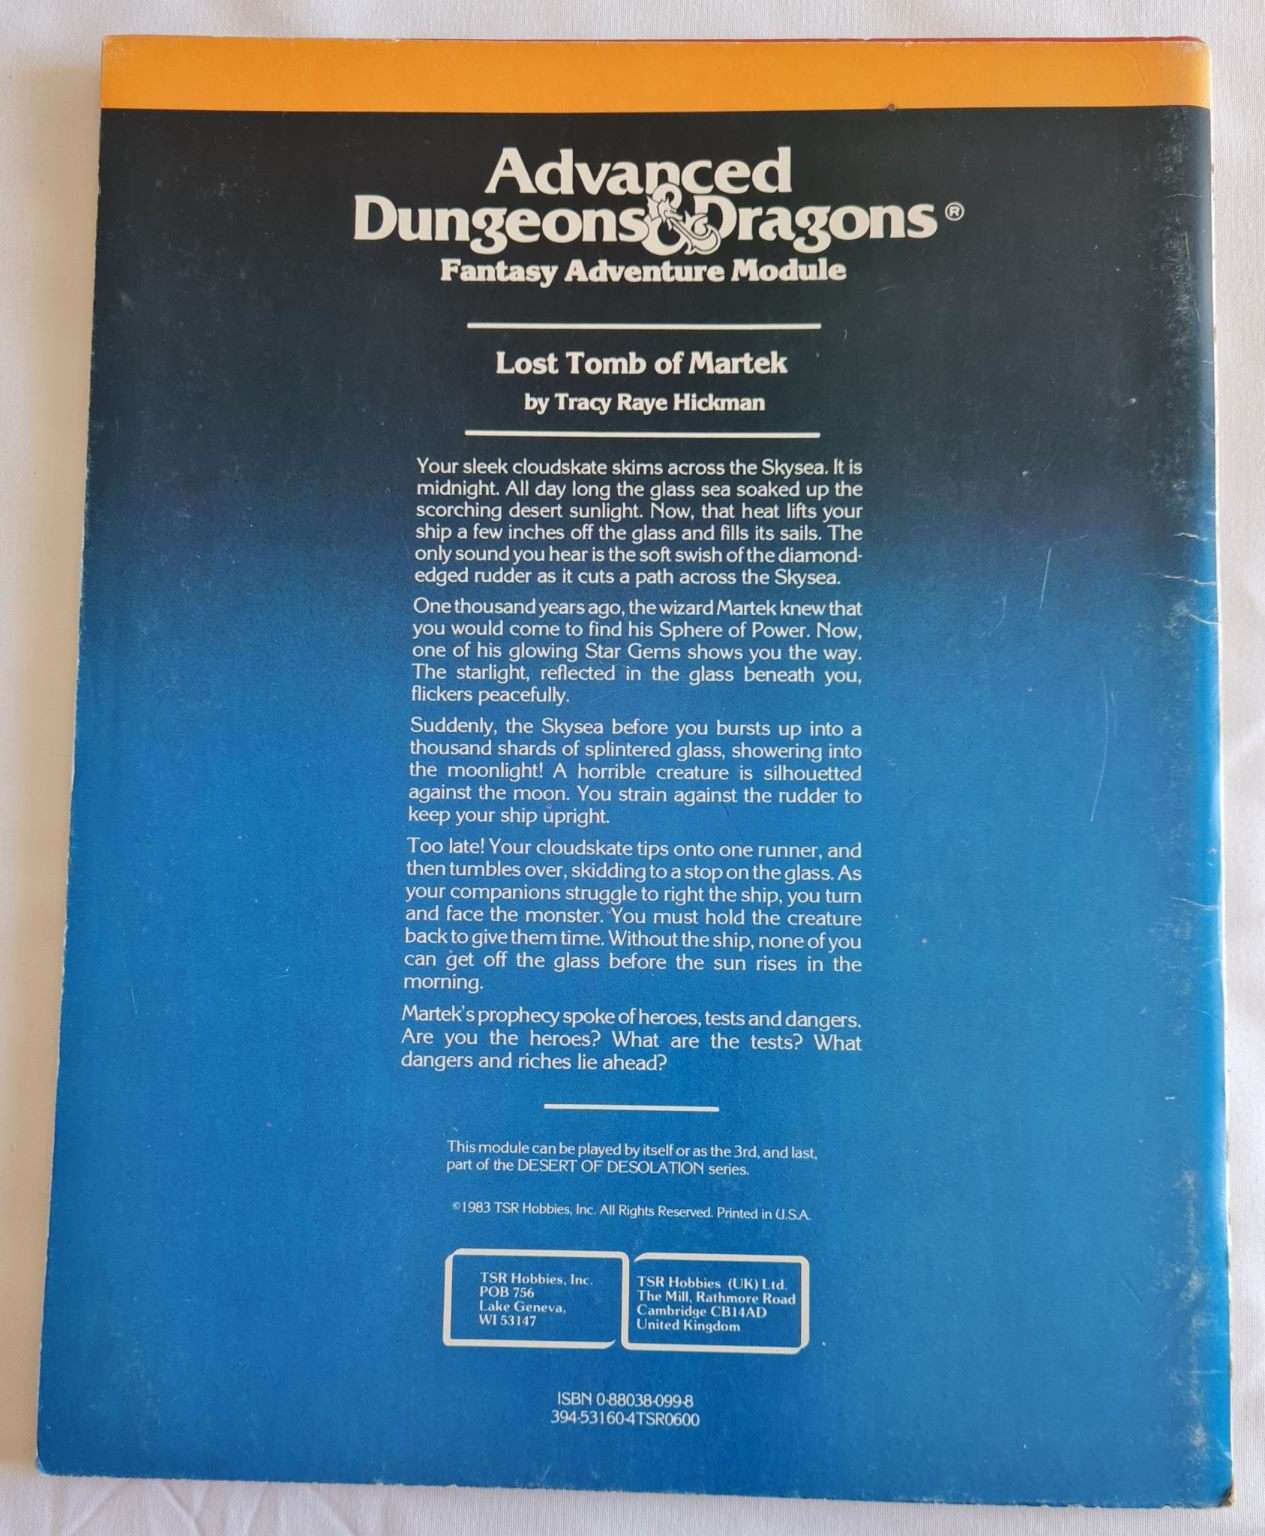 Advanced
Dungeons & Dragons®
Fantasy Adventure Module
Lost Tomb of Martek
by Tracy Raye Hickman
Your sleek cloudskate skims across the Skysea. It is
midnight. All day long the glass sea soaked up the
scorching desert sunlight. Now, that heat lifts your
ship a few inches off the glass and fills its sails. The
only sound you hear is the soft swish of the diamond-
edged rudder as it cuts a path across the Skysea.
One thousand years ago, the wizard Martek knew that
you would come to find his Sphere of Power. Now,
one of his glowing Star Gems shows you the way.
The starlight, reflected in the glass beneath you,
flickers peacefully.
Suddenly, the Skysea before you bursts up into a
thousand shards of splintered glass, showering into
the moonlight! A horrible creature is silhouetted
against the moon. You strain against the rudder to
keep your ship upright.
Too late! Your cloudskate tips onto one runner, and
then tumbles over, skidding to a stop on the glass. As
your companions struggle to right the ship, you turn
and face the monster. You must hold the creature
back to give them time. Without the ship, none of you
can get off the glass before the sun rises in the
morning.
Martek's prophecy spoke of heroes, tests and dangers.
Are you the heroes? What are the tests? What
dangers and riches lie ahead?
This module can be played by itself or as the 3rd, and last,
part of the DESERT OF DESOLATION series.
©1983 TSR Hobbies, Inc. All Rights Reserved. Printed in U.S.A.
TSR Hobbies, Inc.
POB 756
Lake Geneva,
WI 53147
TSR Hobbies (UK) Ltd.
The Mill, Rathmore Road
Cambridge CB14AD
United Kingdom
ISBN 0-88038-099-8
394-53160-4TSR0600